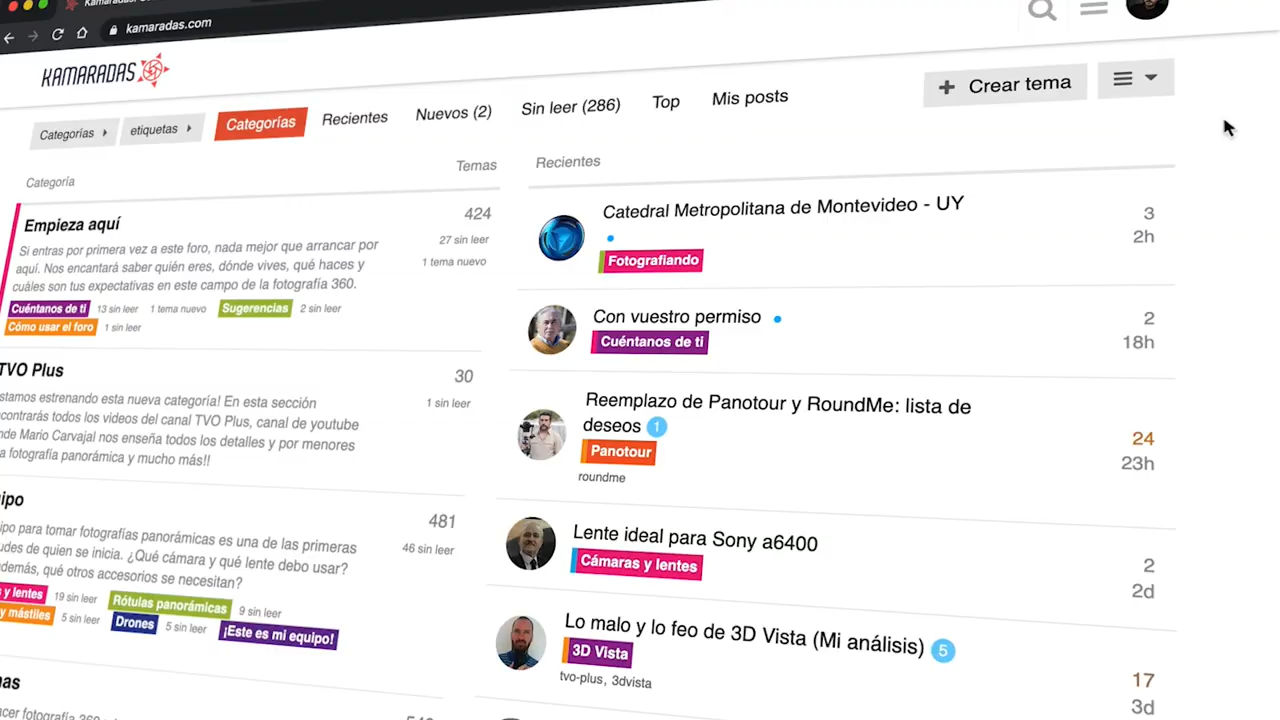 kamaradas.com
KAMARADAS
Categorías
etiquetas
Categorías
Recientes
Nuevos (2)
Sin leer (286)
Top
Mis posts
+ Crear tema
Categoría
Temas
Empieza aquí
424
Si entras por primera vez a este foro, nada mejor que arrancar por
27 sin leer
aquí. Nos encantará saber quién eres, dónde vives, qué haces y
1 tema nuevo
cuáles son tus expectativas en este campo de la fotografía 360.
Cuéntanos de ti 13 sin leer 1 tema nuevo Sugerencias 2 sin leer
Cómo usar el foro 1 sin leer
TVO Plus
30
stamos estrenando esta nueva categoría! En esta sección
1 sin leer
contrarás todos los videos del canal TVO Plus, canal de youtube
nde Mario Carvajal nos enseña todos los detalles y por menores
a fotografía panorámica y mucho más!!
ipo
481
ipo para tomar fotografías panorámicas es una de las primeras
46 sin leer
udes de quien se inicia. ¿Qué cámara y qué lente debo usar?
demás, qué otros accesorios se necesitan?
s y lentes 19 sin leer Rótulas panorámicas 9 sin leer
y mástiles 5 sin leer Drones 5 sin leer ¡Este es mi equipo!
nas
Recientes
Catedral Metropolitana de Montevideo - UY
Fotografiando
3
2h
Con vuestro permiso
Cuéntanos de ti
2
18h
Reemplazo de Panotour y RoundMe: lista de
deseos 1
Panotour
roundme
24
23h
Lente ideal para Sony a6400
Cámaras y lentes
2
2d
Lo malo y lo feo de 3D Vista (Mi análisis) 5
3D Vista
tvo-plus, 3dvista
17
3d